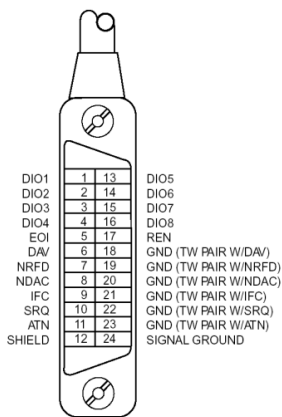 DIO1 1 13 DIO5
DIO2 2 14 DIO6
DIO3 3 15 DIO7
DIO4 4 16 DIO8
EOI 5 17 REN
DAV 6 18 GND (TW PAIR W/DAV)
NRFD 7 19 GND (TW PAIR W/NRFD)
NDAC 8 20 GND (TW PAIR W/NDAC)
IFC 9 21 GND (TW PAIR W/IFC)
SRQ 10 22 GND (TW PAIR W/SRQ)
ATN 11 23 GND (TW PAIR W/ATN)
SHIELD 12 24 SIGNAL GROUND